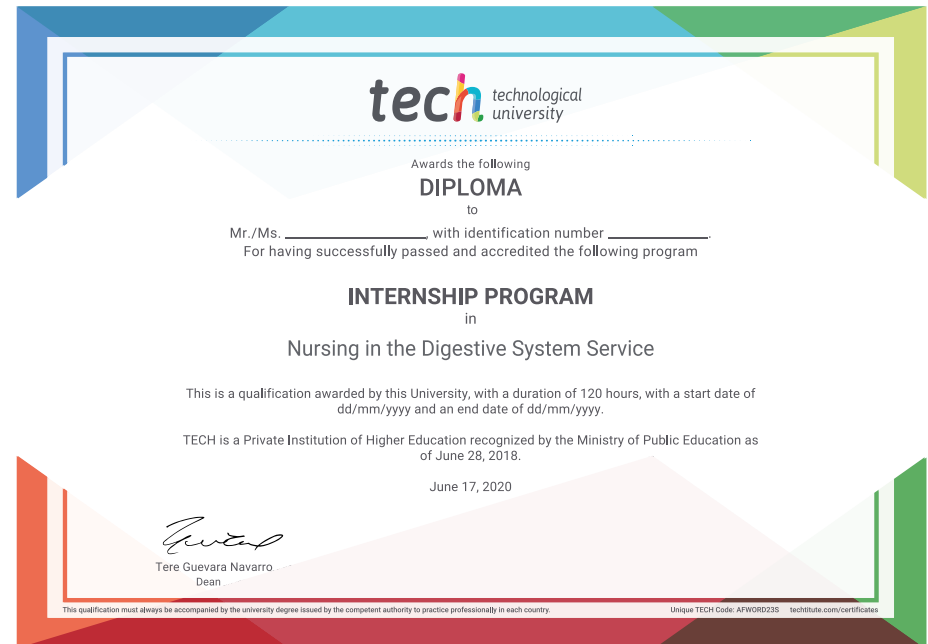 tech technological
university
Awards the following
DIPLOMA
to
Mr./Ms. ____________, with identification number ____________.
For having successfully passed and accredited the following program
INTERNSHIP PROGRAM
in
Nursing in the Digestive System Service
This is a qualification awarded by this University, with a duration of 120 hours, with a start date of
dd/mm/yyyy and an end date of dd/mm/yyyy.
TECH is a Private Institution of Higher Education recognized by the Ministry of Public Education as
of June 28, 2018.
June 17, 2020
Tere Guevara Navarro
Dean
This qualification must always be accompanied by the university degree issued by the competent authority to practice professionally in each country.
Unique TECH Code: AFWORD23S techtitute.com/certificates